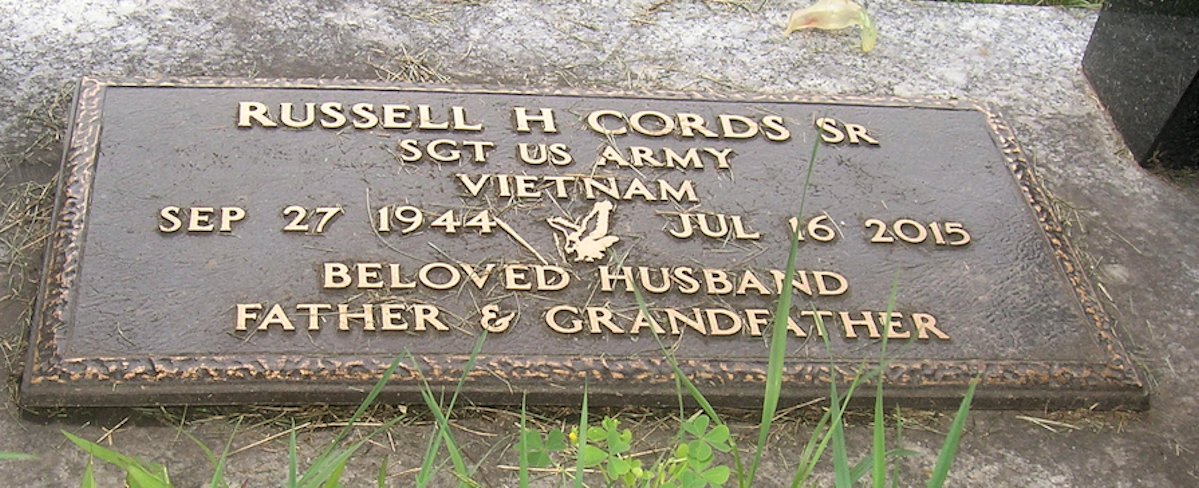 RUSSELL H CORDS SR
SGT US ARMY
VIETNAM
SEP 27 1944 JUL 16 2015
BELOVED HUSBAND
FATHER & GRANDFATHER